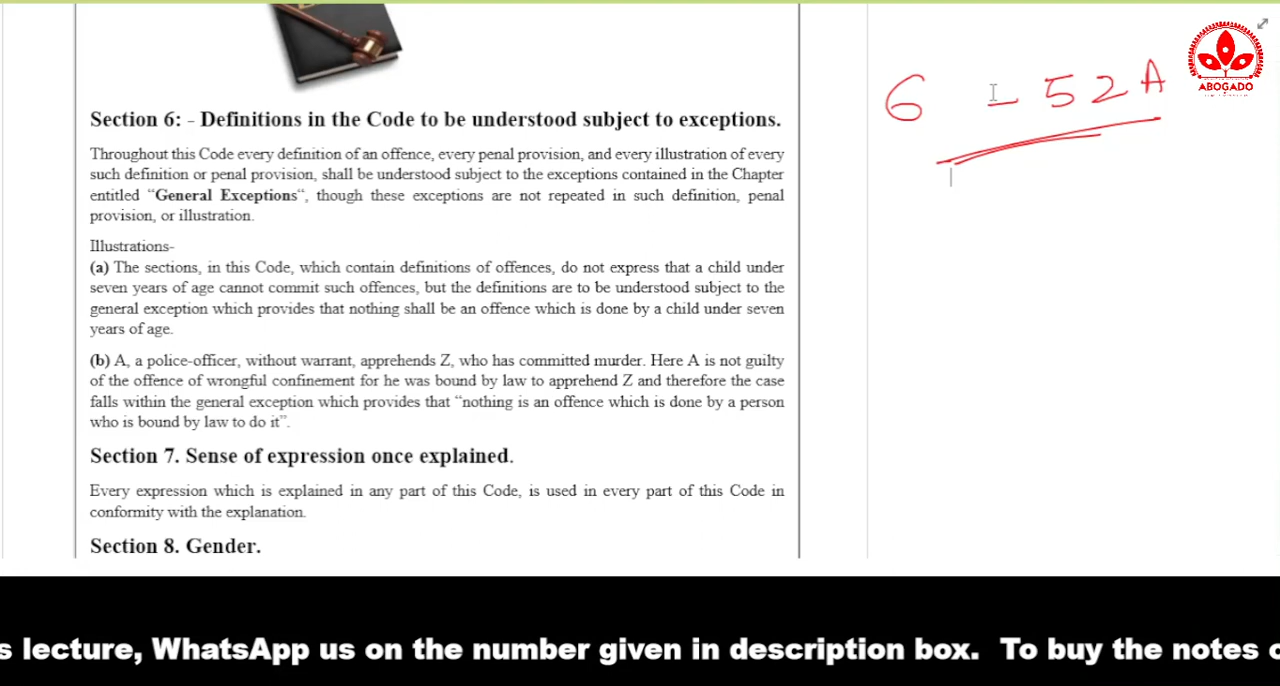 Section 6: - Definitions in the Code to be understood subject to exceptions.
Throughout this Code every definition of an offence, every penal provision, and every illustration of every
such definition or penal provision, shall be understood subject to the exceptions contained in the Chapter
entitled “General Exceptions“, though these exceptions are not repeated in such definition, penal
provision, or illustration.
Illustrations-
(a) The sections, in this Code, which contain definitions of offences, do not express that a child under
seven years of age cannot commit such offences, but the definitions are to be understood subject to the
general exception which provides that nothing shall be an offence which is done by a child under seven
years of age.
(b) A, a police-officer, without warrant, apprehends Z, who has committed murder. Here A is not guilty
of the offence of wrongful confinement for he was bound by law to apprehend Z and therefore the case
falls within the general exception which provides that “nothing is an offence which is done by a person
who is bound by law to do it”.
Section 7. Sense of expression once explained.
Every expression which is explained in any part of this Code, is used in every part of this Code in
conformity with the explanation.
Section 8. Gender.
6 - 52A
ABOGADO
s lecture, WhatsApp us on the number given in description box. To buy the notes